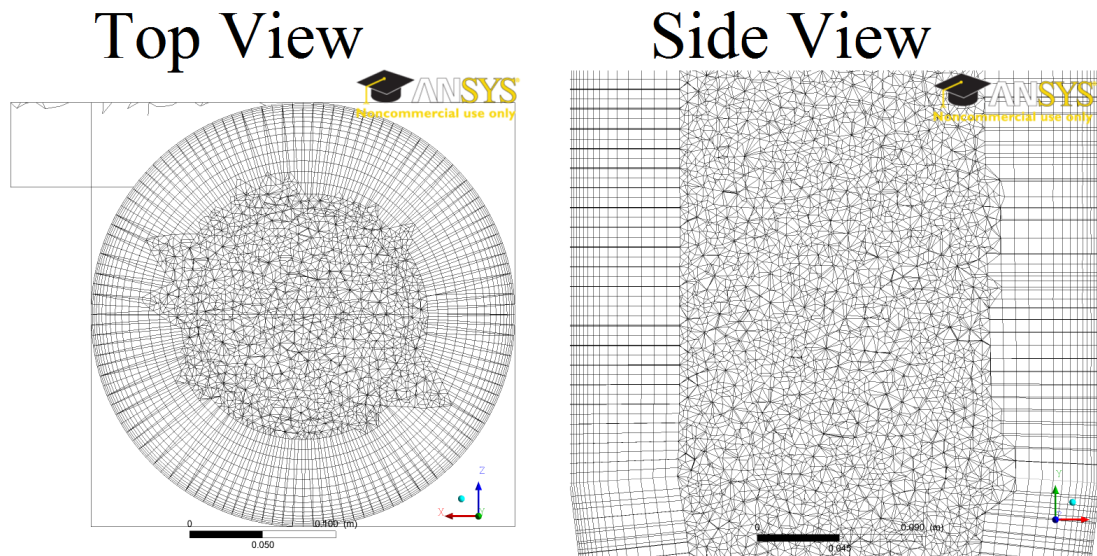 Top View
Side View
ANSYS
Noncommercial use only
ANSYS
Noncommercial use only
Z
X
Y
0
0.100 (m)
0.050
Y
0
0.090 (m)
0.045